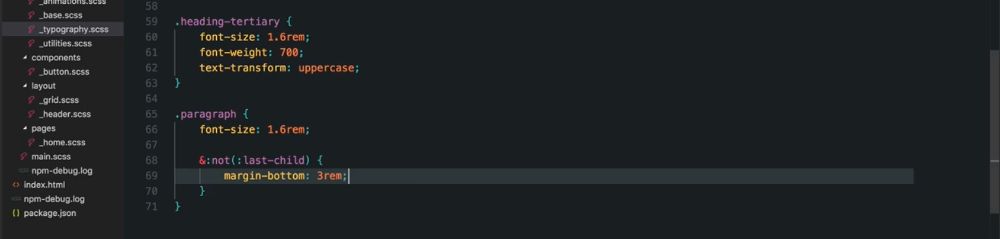 _animations.scss
_base.scss
_typography.scss
_utilities.scss
components
_button.scss
layout
_grid.scss
_header.scss
pages
_home.scss
main.scss
npm-debug.log
<> index.html
npm-debug.log
{} package.json
58
59 .heading-tertiary {
60 font-size: 1.6rem;
61 font-weight: 700;
62 text-transform: uppercase;
63 }
64
65 .paragraph {
66 font-size: 1.6rem;
67
68 &:not(:last-child) {
69 margin-bottom: 3rem;
70 }
71 }